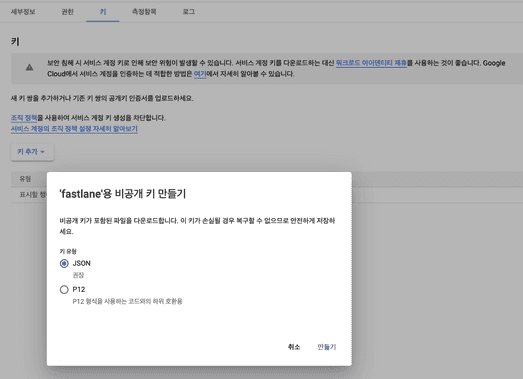 세부정보 권한 키 측정항목 로그
키
보안 침해 시 서비스 계정 키로 인해 보안 위험이 발생할 수 있습니다. 서비스 계정 키를 다운로드하는 대신 워크로드 아이덴티티 제휴를 사용하는 것이 좋습니다. Google
Cloud에서 서비스 계정을 인증하는 데 적합한 방법은 여기에서 자세히 알아볼 수 있습니다.
새 키 쌍을 추가하거나 기존 키 쌍의 공개키 인증서를 업로드하세요.
조직 정책을 사용하여 서비스 계정 키 생성을 차단합니다.
서비스 계정의 조직 정책 설정 자세히 알아보기
키 추가
유형
표시할 행
'fastlane'용 비공개 키 만들기
비공개 키가 포함된 파일을 다운로드합니다. 이 키가 손실될 경우 복구할 수 없으므로 안전하게 저장하
세요.
키 유형
JSON
권장
P12
P12 형식을 사용하는 코드와의 하위 호환용
취소 만들기